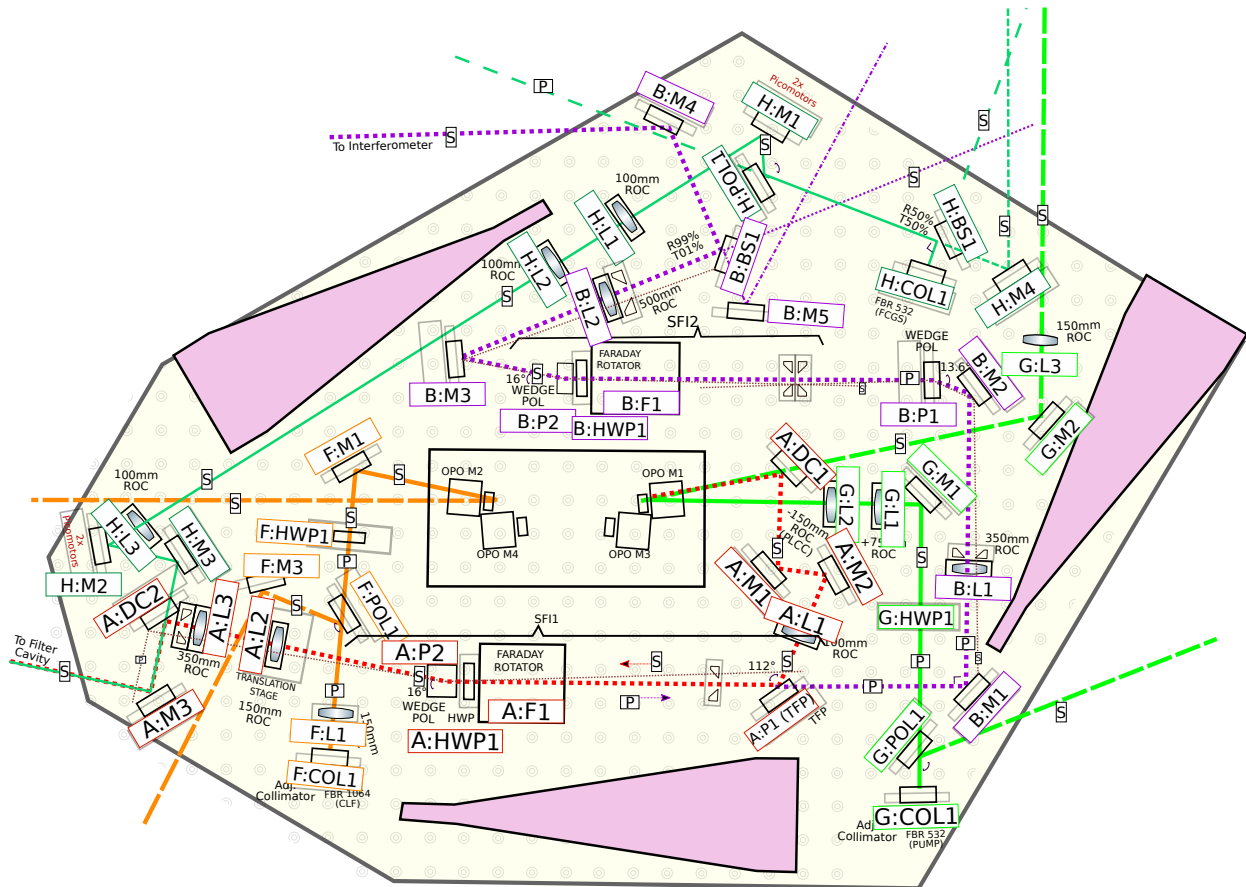 P
B:M4
2x
Picomotors
H:M1
S
To Interferometer
S
S
H:POL1
100mm
ROC
S
H:L1
R50%
T50%
H:BS1
S
S
R99%
T01%
B:BS1
H:L2
100mm
ROC
S
B:L2
500mm
ROC
H:COL1
FBR 532
(FCGS)
H:M4
B:M5
SFI2
150mm
ROC
G:L3
WEDGE
POL
13.6°
B:M2
FARADAY
ROTATOR
B:F1
16°
S
WEDGE
POL
P
S
B:M3
B:P2
B:HWP1
B:P1
G:M2
S
F:M1
S
OPO M2
OPO M1
A:DC1
G:M1
S
S
100mm
ROC
G:L2
G:L1
2x
Picomotors
H:L3
H:M3
F:HWP1
S
OPO M4
OPO M3
-150mm
ROC
(PLCC)
ROC
350mm
ROC
H:M2
F:M3
P
S
A:M1
A:M2
S
B:L1
A:DC2
A:L3
A:L2
S
F:POL1
SFI1
A:L1
G:HWP1
P
S
To Filter
Cavity
S
P
350mm
ROC
TRANSLATION
STAGE
150mm
ROC
A:P2
FARADAY
ROTATOR
S
112°
S
P
16°
S
WEDGE
POL
HWP
P
P
A:F1
P
A:P1 (TFP)
TFP
B:M1
A:M3
F:L1
150mm
A:HWP1
G:POL1
S
F:COL1
Collimator
FBR 1064
(CLF)
G:COL1
Collimator
FBR 532
(PUMP)